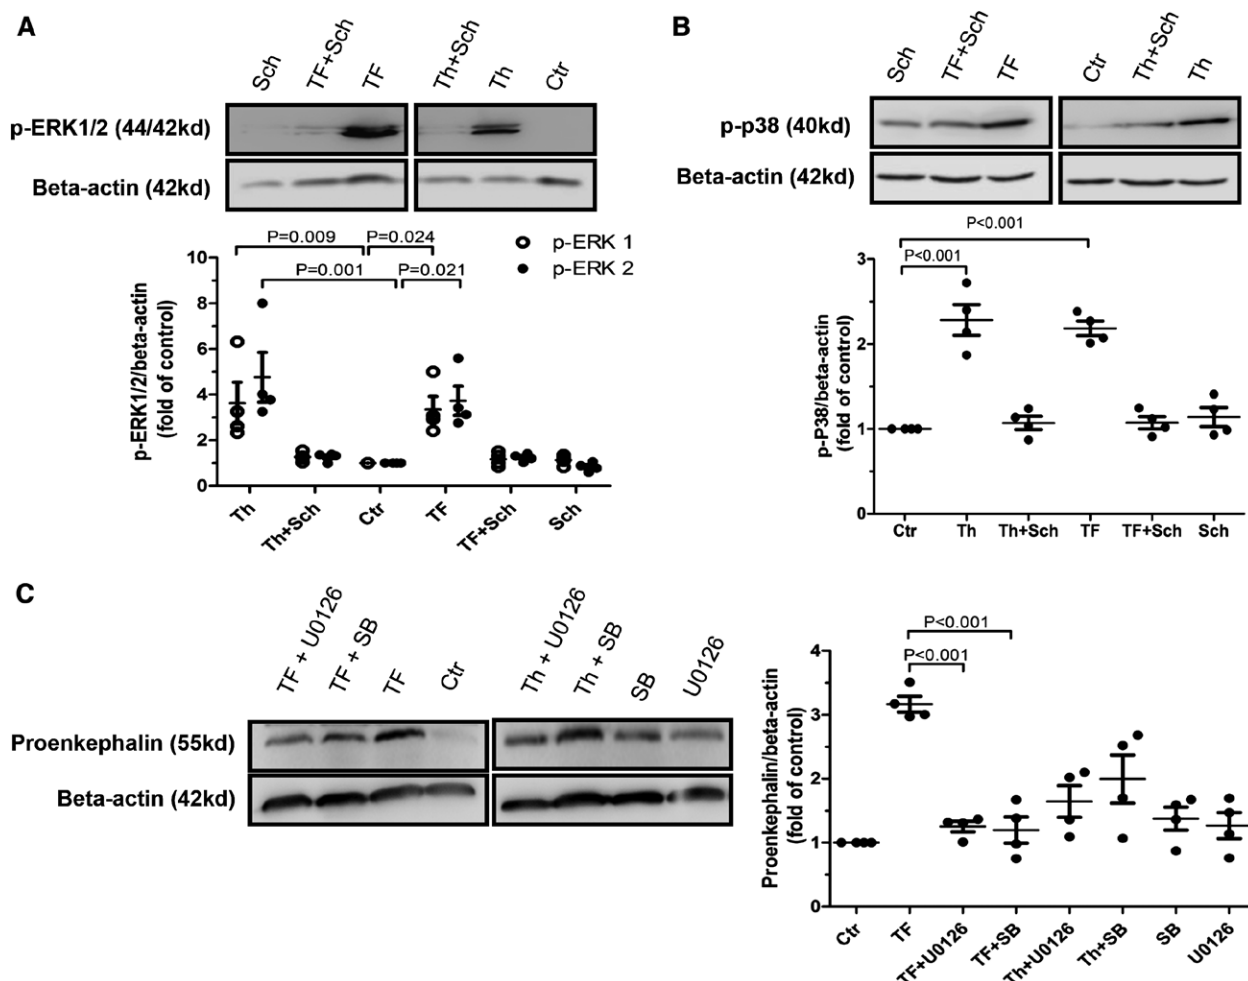 A
Sch TF+Sch TF Th+Sch Th Ctr
p-ERK1/2 (44/42kd)
Beta-actin (42kd)
P=0.009 P=0.024
P=0.001 P=0.021
p-ERK 1
p-ERK 2
p-ERK1/2/beta-actin
(fold of control)
10
8
6
4
2
0
Th Th+Sch Ctr TF TF+Sch Sch
B
Sch TF+Sch TF Ctr Th+Sch Th
p-p38 (40kd)
Beta-actin (42kd)
P<0.001
P<0.001
p-P38/beta-actin
(fold of control)
3
2
1
0
Ctr Th Th+Sch TF TF+Sch Sch
C
TF + U0126 TF + SB TF Ctr Th + U0126 Th + SB SB U0126
Proenkephalin (55kd)
Beta-actin (42kd)
P<0.001
P<0.001
Proenkephalin/beta-actin
(fold of control)
4
3
2
1
0
Ctr TF TF+U0126 TF+SB Th+U0126 Th+SB SB U0126